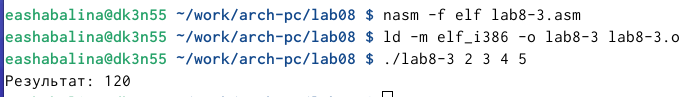 eashabalina@dk3n55 ~/work/arch-pc/lab08 $ nasm -f elf lab8-3.asm
eashabalina@dk3n55 ~/work/arch-pc/lab08 $ ld -m elf_i386 -o lab8-3 lab8-3.o
eashabalina@dk3n55 ~/work/arch-pc/lab08 $ ./lab8-3 2 3 4 5
Результат: 120